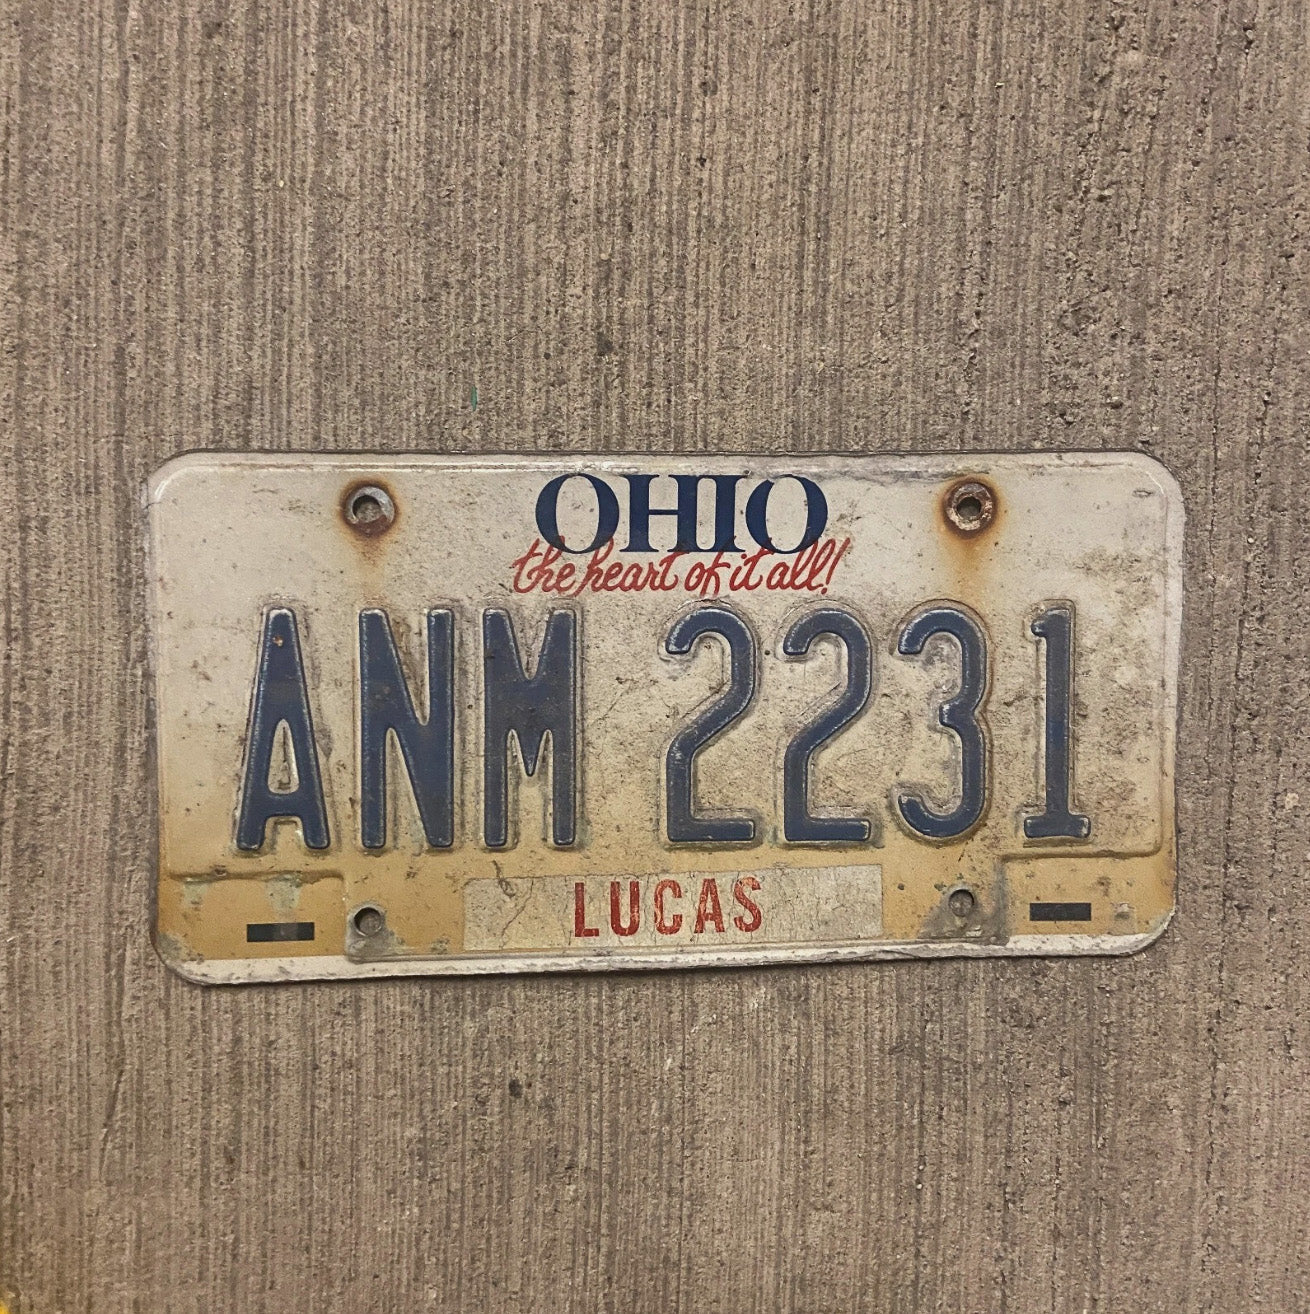 OHIO
the heart of it all!
ANM 2231
LUCAS